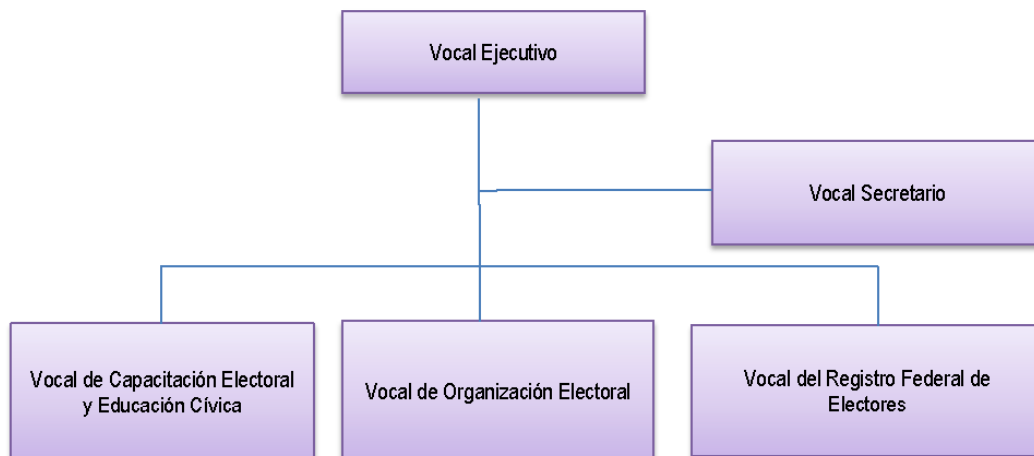 Vocal Ejecutivo
Vocal Secretario
Vocal de Capacitación Electoral
y Educación Cívica
Vocal de Organización Electoral
Vocal del Registro Federal de
Electores